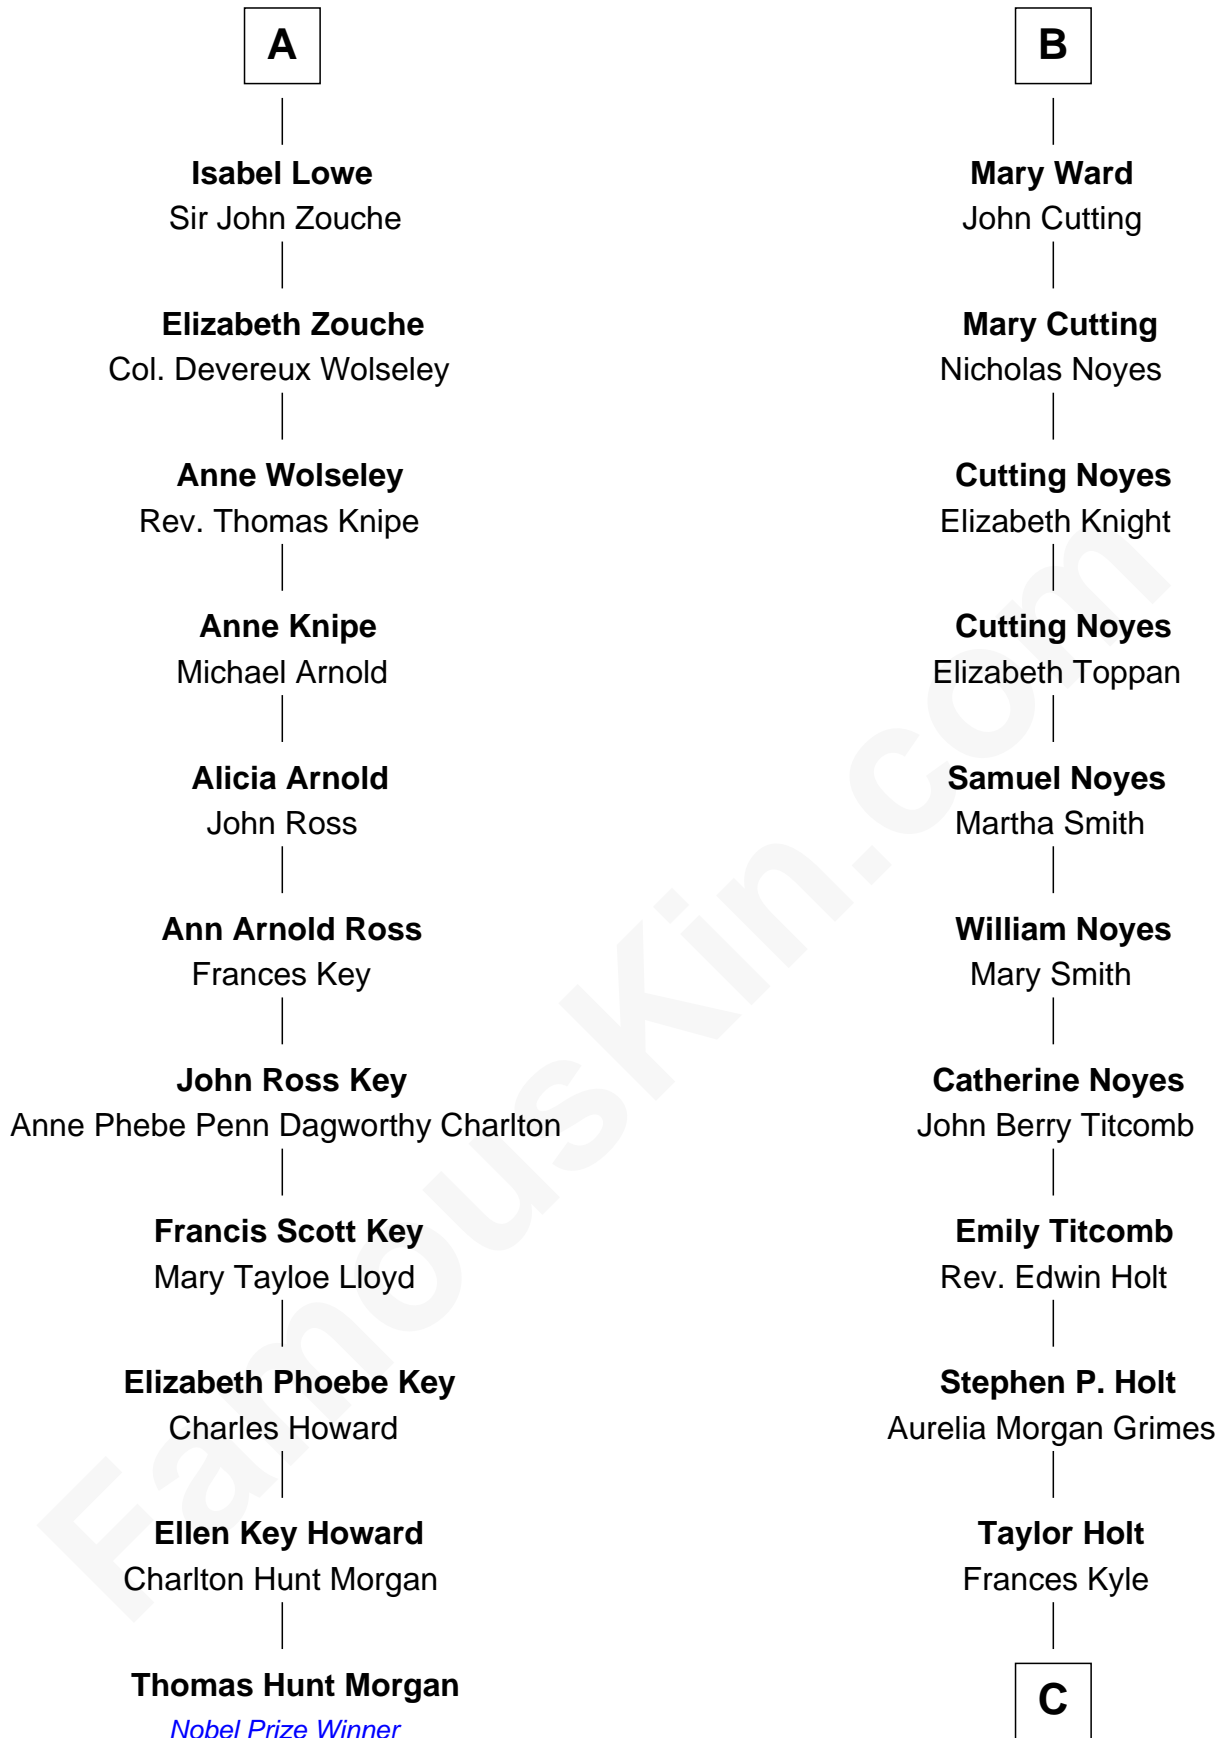 A
Isabel Lowe
Sir John Zouche
Elizabeth Zouche
Col. Devereux Wolseley
Anne Wolseley
Rev. Thomas Knipe
Anne Knipe
Michael Arnold
Alicia Arnold
John Ross
Ann Arnold Ross
Frances Key
John Ross Key
Anne Phebe Penn Dagworthy Charlton
Francis Scott Key
Mary Tayloe Lloyd
Elizabeth Phoebe Key
Charles Howard
Ellen Key Howard
Charlton Hunt Morgan
Thomas Hunt Morgan
Nobel Prize Winner
B
Mary Ward
John Cutting
Mary Cutting
Nicholas Noyes
Cutting Noyes
Elizabeth Knight
Cutting Noyes
Elizabeth Toppan
Samuel Noyes
Martha Smith
William Noyes
Mary Smith
Catherine Noyes
John Berry Titcomb
Emily Titcomb
Rev. Edwin Holt
Stephen P. Holt
Aurelia Morgan Grimes
Taylor Holt
Frances Kyle
C
FamousKin.com